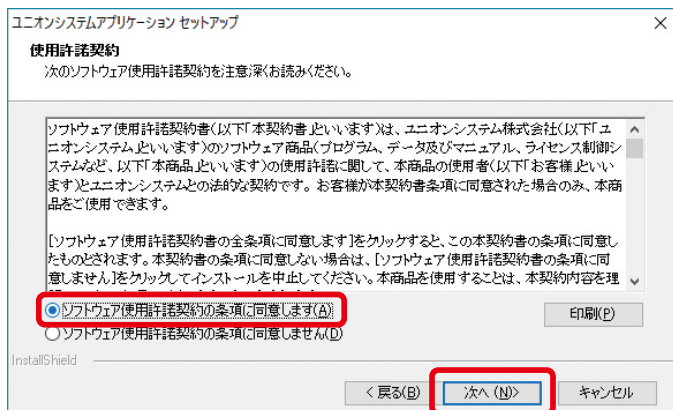 ユニオンシステムアプリケーション セットアップ
使用許諾契約
次のソフトウェア使用許諾契約を注意深くお読みください。
ソフトウェア使用許諾契約書(以下「本契約書」といいます)は、ユニオンシステム株式会社(以下「ユ
ニオンシステム」といいます)のソフトウェア商品(プログラム、データ及びマニュアル、ライセンス制御シ
ステムなど、以下「本商品」といいます)の使用許諾に関して、本商品の使用者(以下「お客様」といい
ます)とユニオンシステムとの法的な契約です。お客様が本契約書条項に同意された場合のみ、本商
品をご使用できます。
[ソフトウェア使用許諾契約書の全条項に同意します]をクリックすると、この本契約書の条項に同意し
たものとされます。本契約書の条項に同意しない場合は、[ソフトウェア使用許諾契約書の条項に同
意しません]をクリックしてインストールを中止してください。本商品を使用することは、本契約内容を理
ソフトウェア使用許諾契約の条項に同意します(A)
印刷(P)
ソフトウェア使用許諾契約の条項に同意しません(D)
InstallShield
< 戻る(B)
次へ (N)>
キャンセル